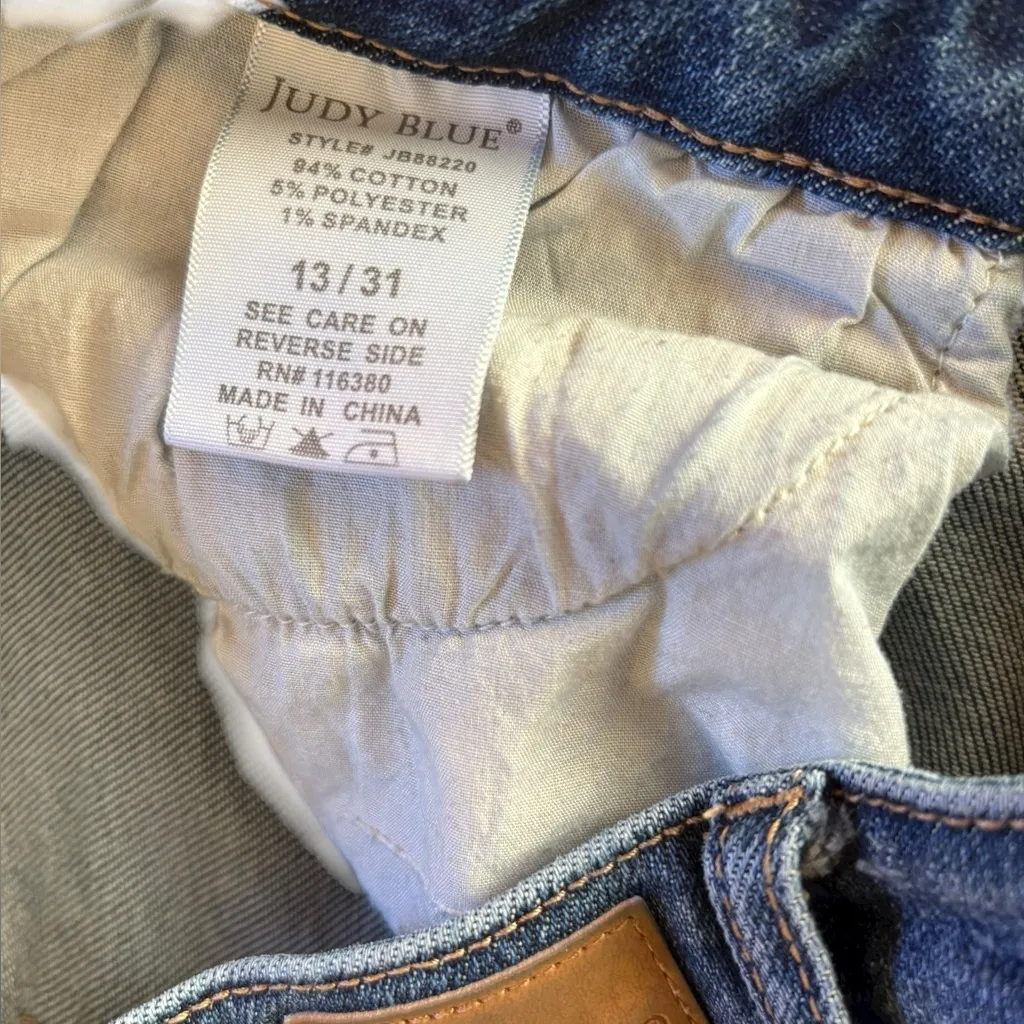 JUDY BLUE®
STYLE# JB88220
94% COTTON
5% POLYESTER
1% SPANDEX
13 / 31
SEE CARE ON
REVERSE SIDE
RN# 116380
MADE IN CHINA